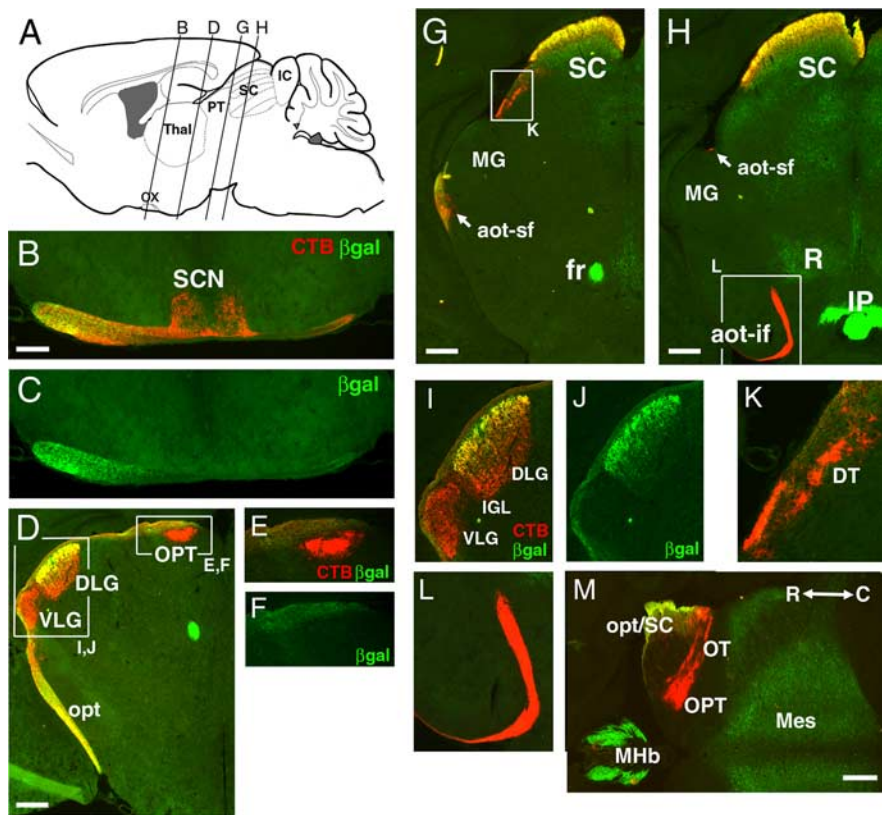 A
B
D
G
H
Thal
PT
SC
IC
OX
B
CTB βgal
SCN
C
βgal
D
DLG
VLG
I,J
OPT
E,F
opt
E
CTB βgal
F
βgal
G
SC
K
MG
aot-sf
fr
H
SC
aot-sf
MG
R
L
aot-if
IP
I
DLG
IGL
VLG
CTB
βgal
J
βgal
K
DT
L
M
R C
opt/SC
OT
OPT
Mes
MHb